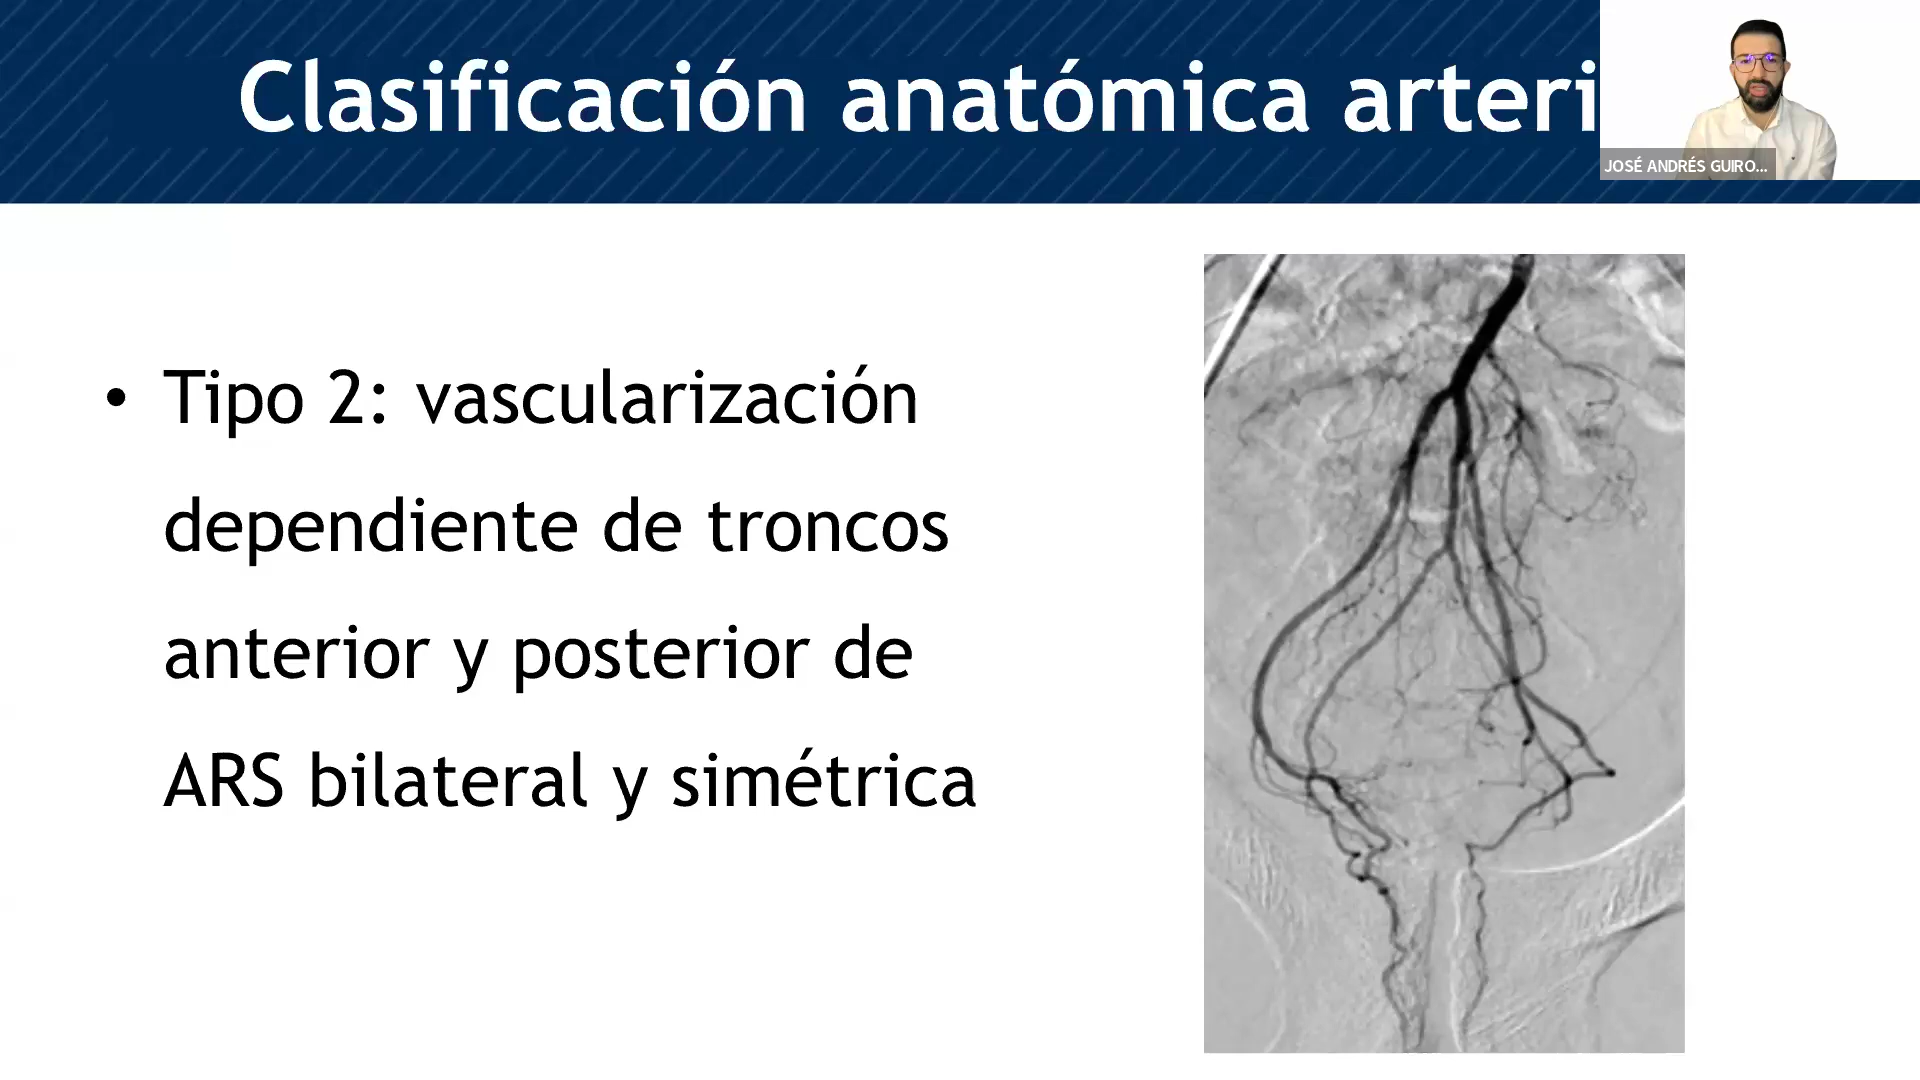 Clasificación anatómica arteri
JOSÉ ANDRÉS GUIRO...
• Tipo 2: vascularización
dependiente de troncos
anterior y posterior de
ARS bilateral y simétrica